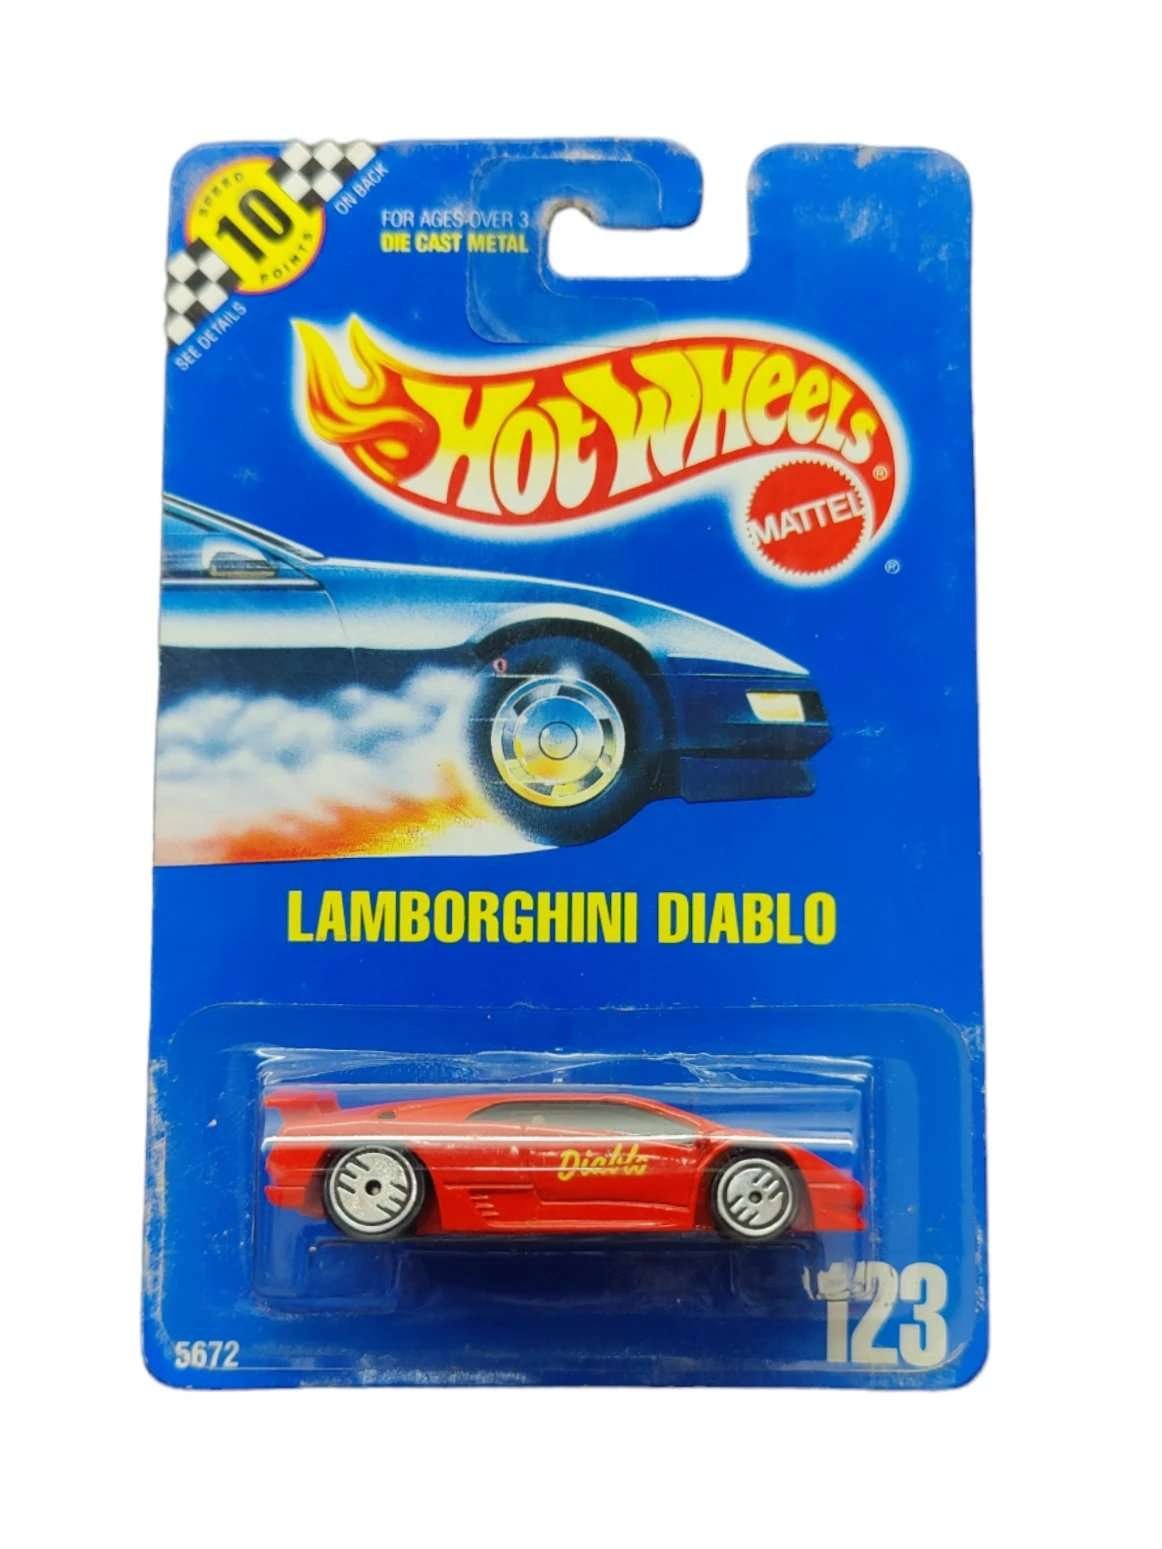 SPEED
10
POINTS
ON BACK
SEE DETAILS
FOR AGES OVER 3
DIE CAST METAL
HOT WHEELS®
MATTEL
®
LAMBORGHINI DIABLO
Diablo
123
5672